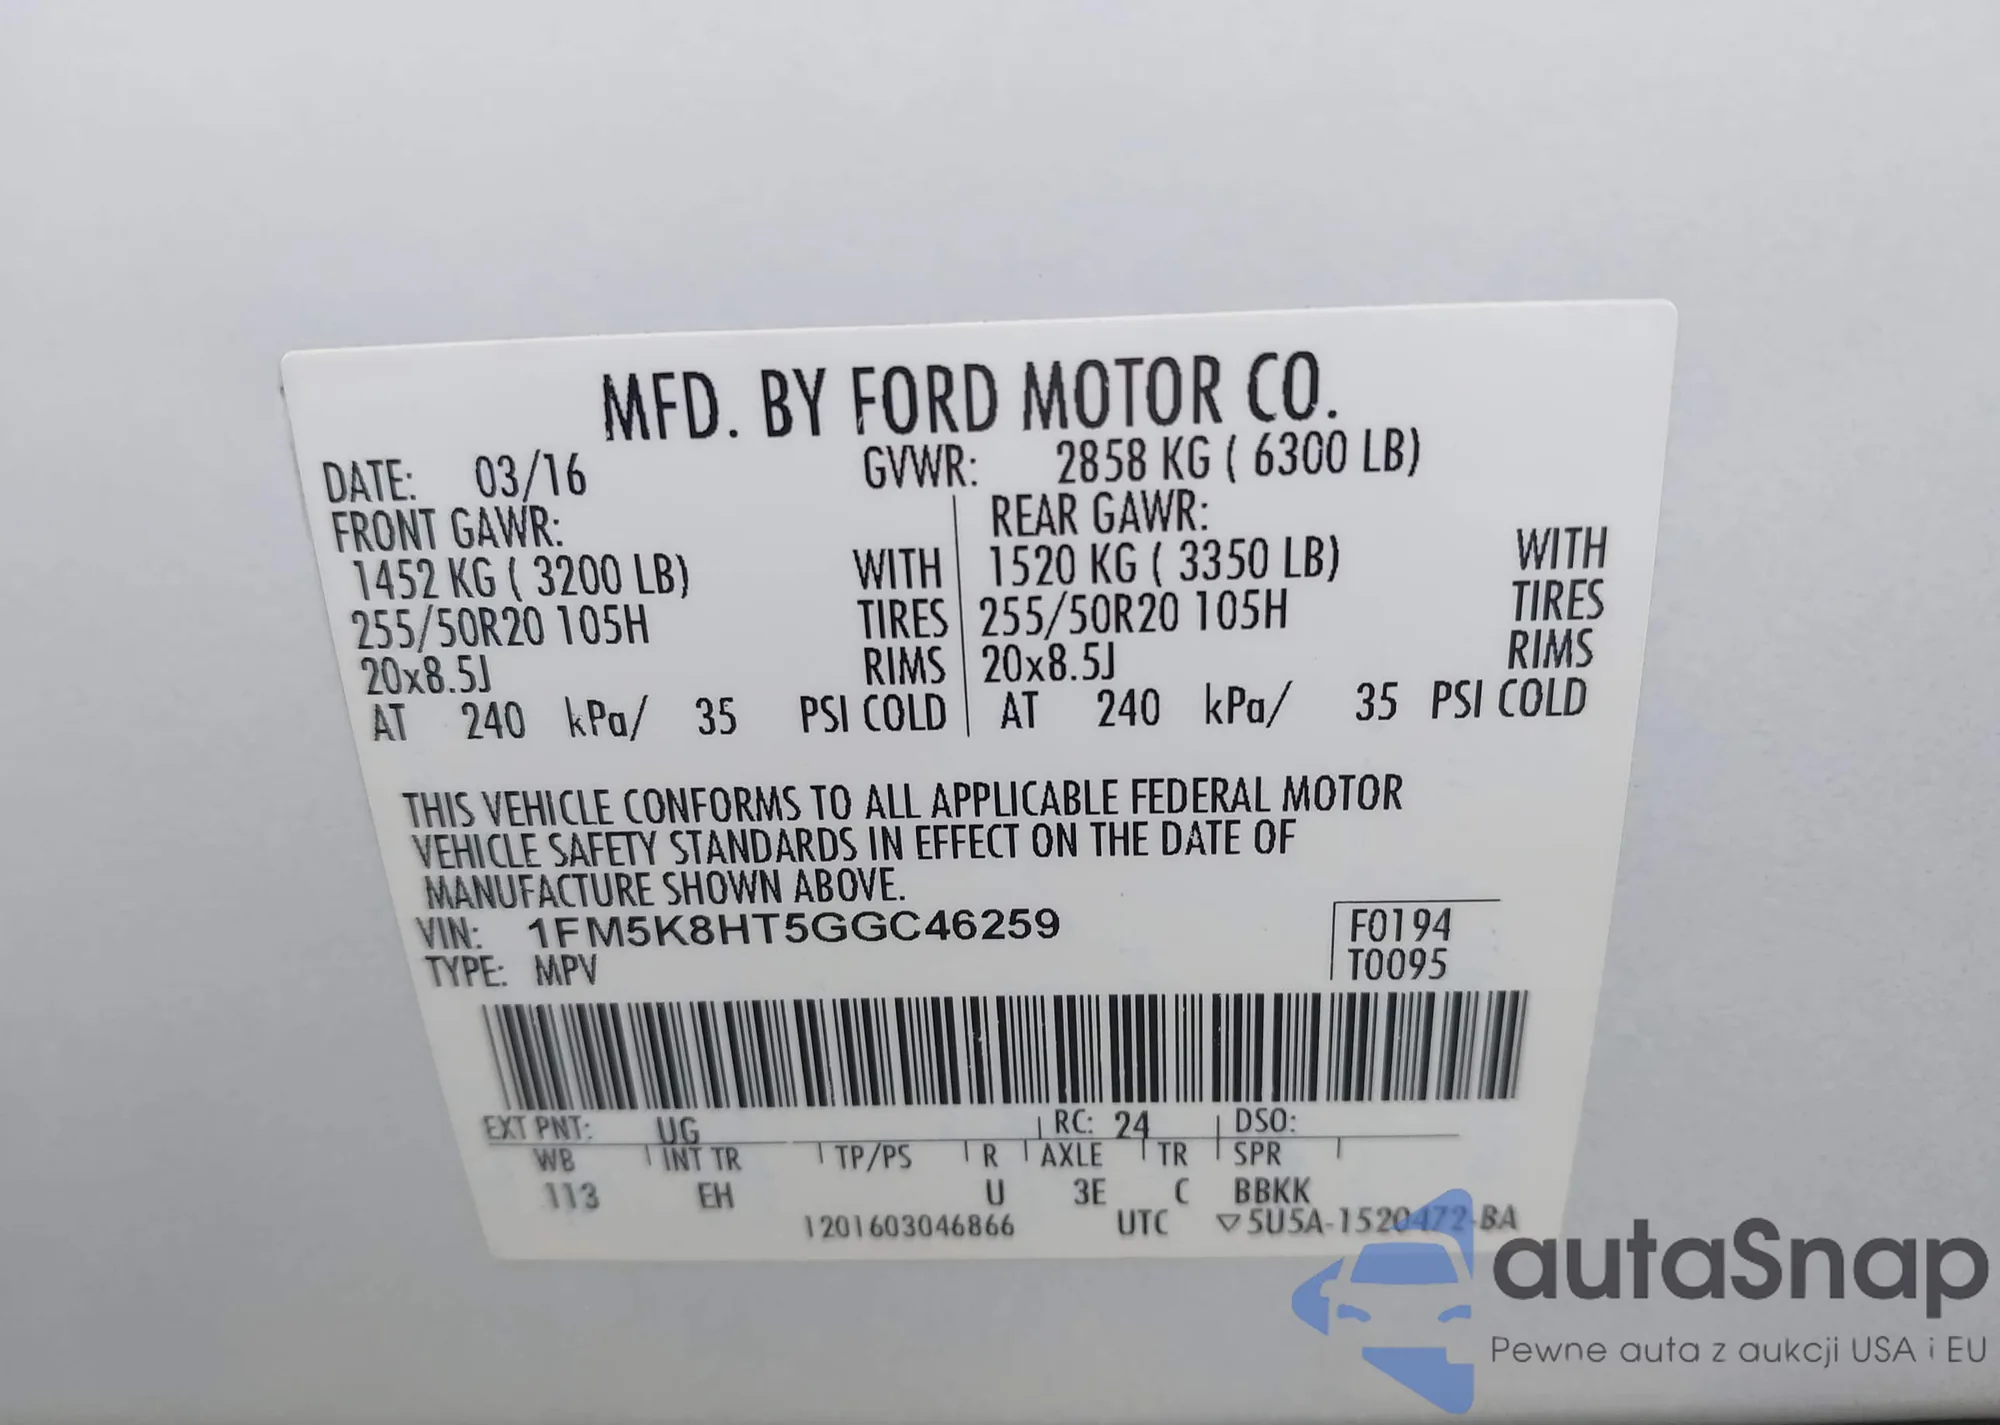 MFD. BY FORD MOTOR CO.
DATE: 03/16 GVWR: 2858 KG ( 6300 LB)
FRONT GAWR: REAR GAWR:
1452 KG ( 3200 LB) WITH 1520 KG ( 3350 LB) WITH
255/50R20 105H TIRES 255/50R20 105H TIRES
20x8.5J RIMS 20x8.5J RIMS
AT 240 kPa/ 35 PSI COLD AT 240 kPa/ 35 PSI COLD
THIS VEHICLE CONFORMS TO ALL APPLICABLE FEDERAL MOTOR
VEHICLE SAFETY STANDARDS IN EFFECT ON THE DATE OF
MANUFACTURE SHOWN ABOVE.
VIN: 1FM5K8HT5GGC46259 F0194
TYPE: MPV T0095
EXT PNT: UG RC: 24 DSO:
WB INT TR TP/PS R AXLE TR SPR
113 EH U 3E C BBKK
1201603046866 UTC ▽5U5A-1520472-BA
autaSnap
Pewne auta z aukcji USA i EU